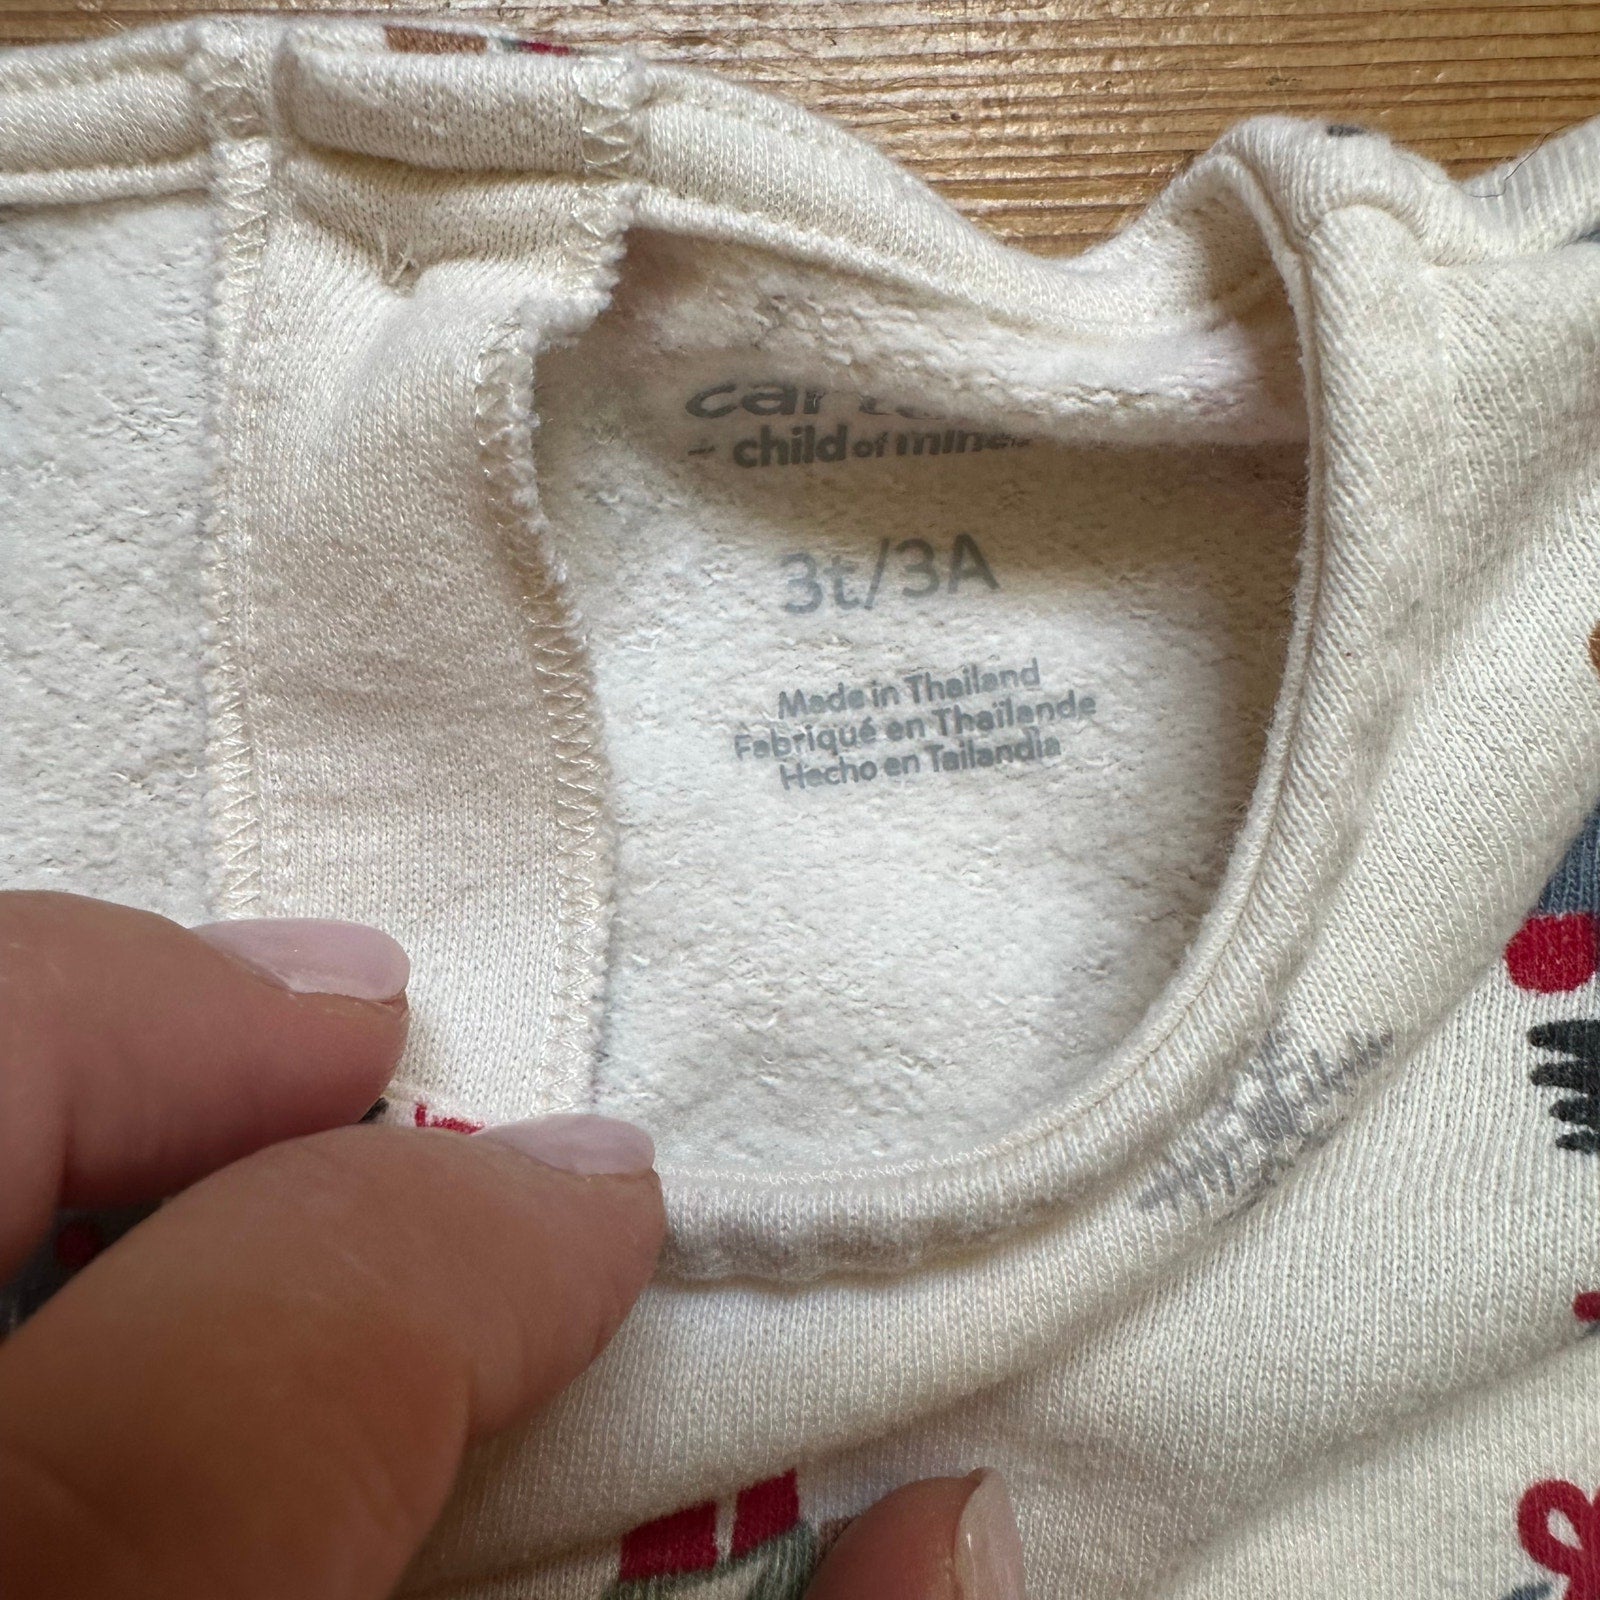 + child of mine
3t/3A
Made in Thailand
Fabriqué en Thaïlande
Hecho en Tailandia